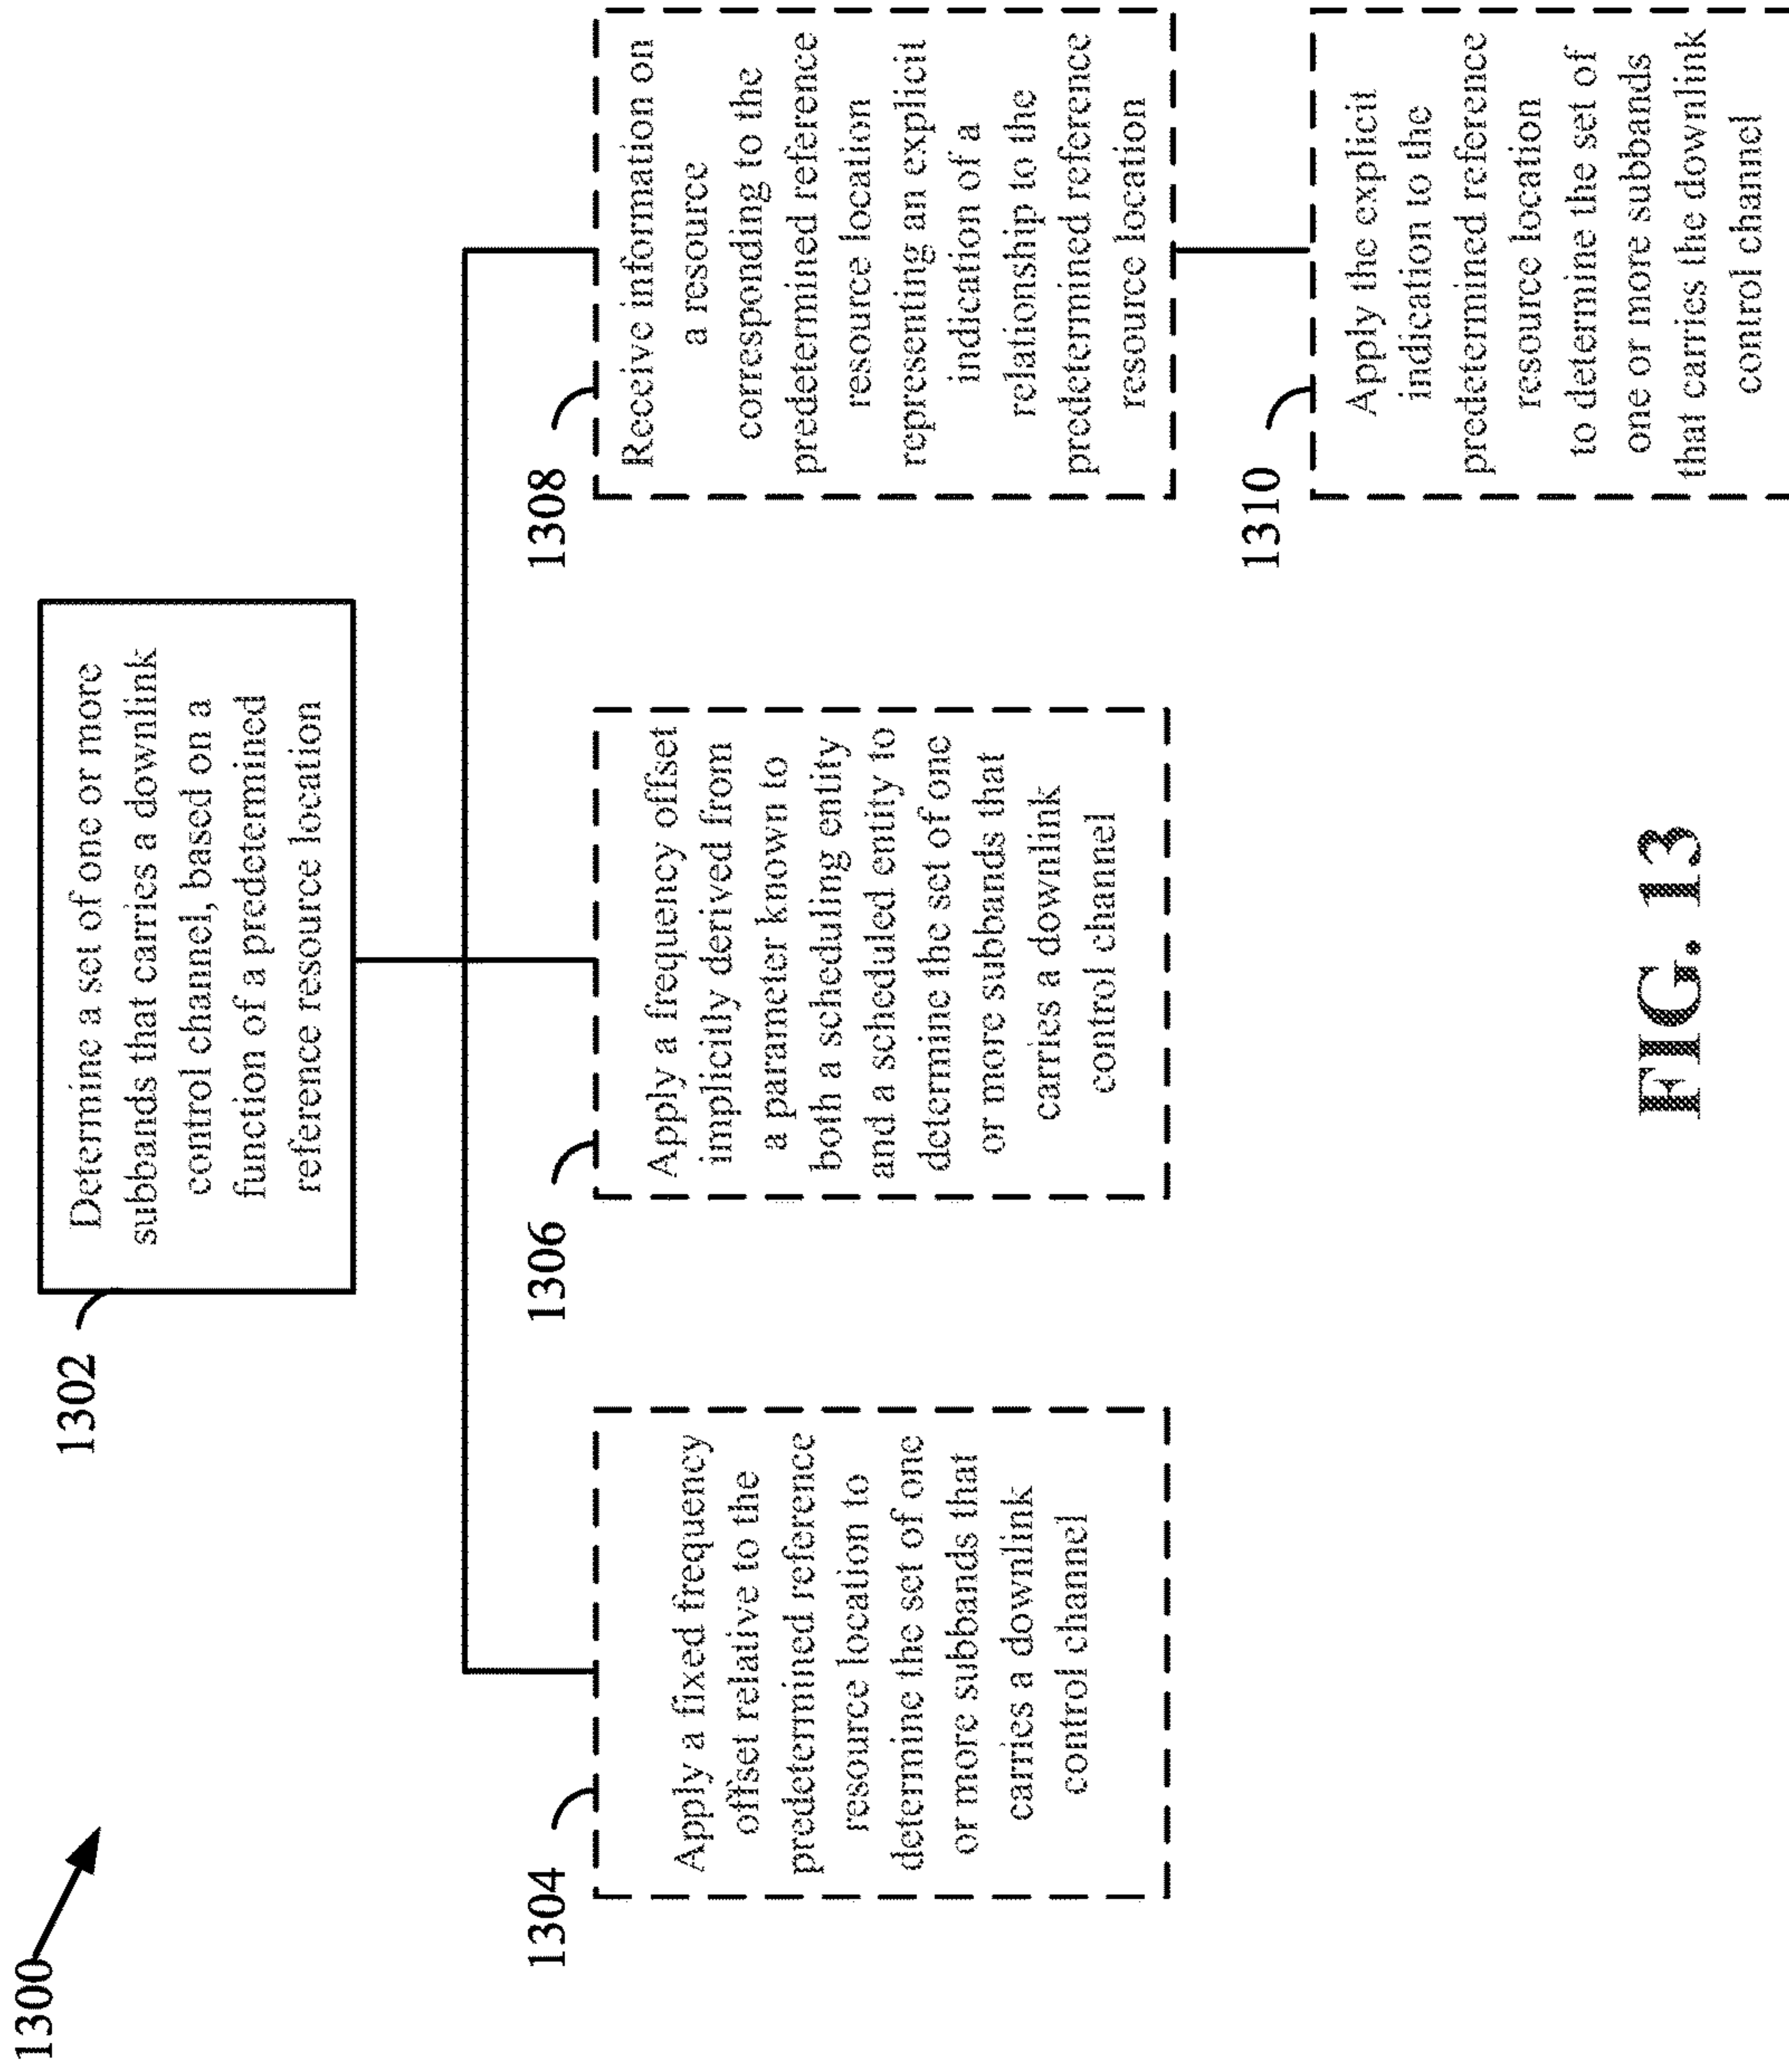 1300
1302
Determine a set of one or more
subbands that carries a downlink
control channel, based on a
function of a predetermined
reference resource location
1304
Apply a fixed frequency
offset relative to the
predetermined reference
resource location to
determine the set of one
or more subbands that
carries a downlink
control channel
1306
Apply a frequency offset
implicitly derived from
a parameter known to
both a scheduling entity
and a scheduled entity to
determine the set of one
or more subbands that
carries a downlink
control channel
1308
Receive information on
a resource
corresponding to the
predetermined reference
resource location
representing an explicit
indication of a
relationship to the
predetermined reference
resource location
1310
Apply the explicit
indication to the
predetermined reference
resource location
to determine the set of
one or more subbands
that carries the downlink
control channel
FIG. 13